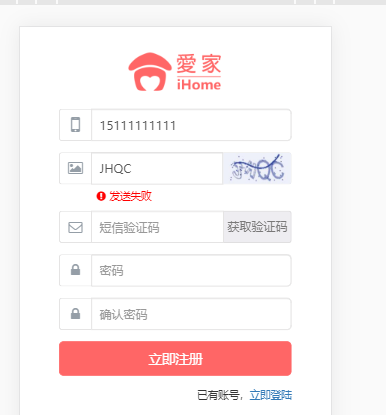 愛家
iHome
15111111111
JHQC
发送失败
短信验证码
获取验证码
密码
确认密码
立即注册
已有账号，立即登陆